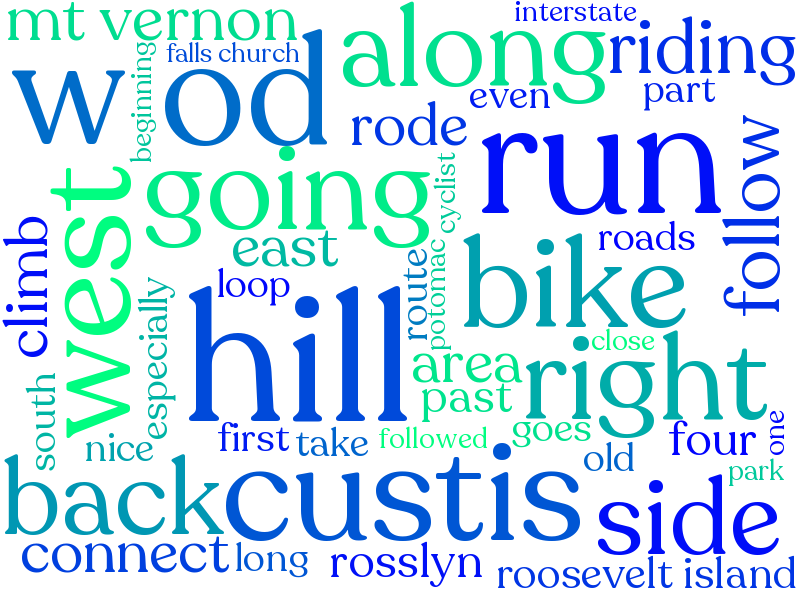 mt vernon
interstate
along
riding
falls church
w od
beginning
even
part
rode
run
follow
west
going
cyclist
east
roads
climb
loop
route
potomac
bike
especially
hill
close
area
right
past
south
nice
first
take
followed
goes
four
one
old
park
back
custis
side
connect
long
rosslyn
roosevelt island